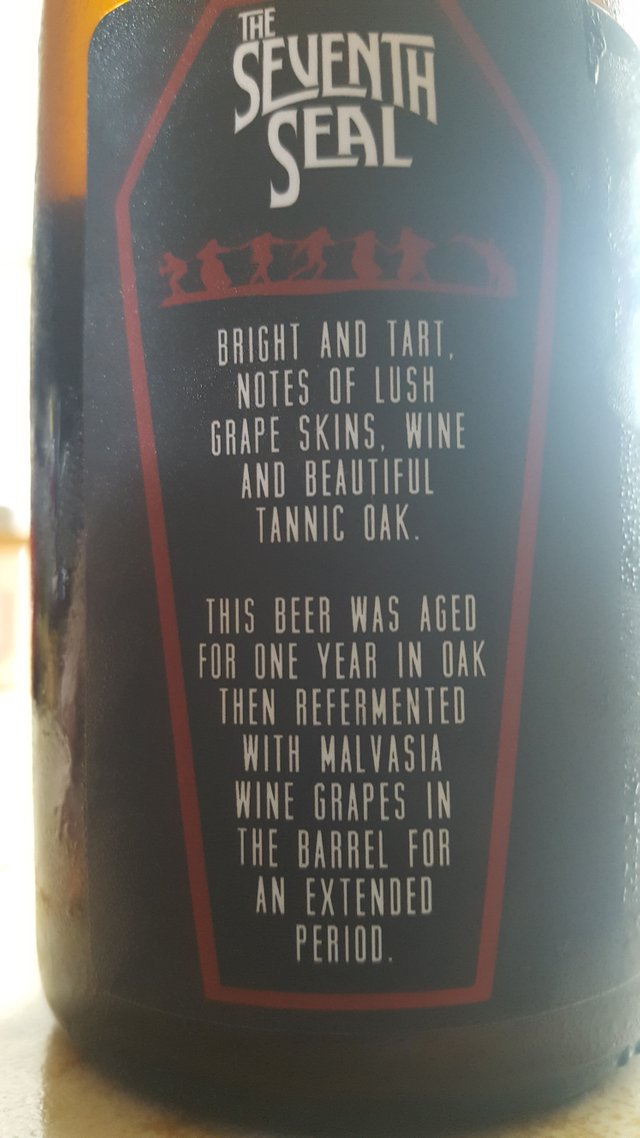 THE
SEVENTH
SEAL
BRIGHT AND TART,
NOTES OF LUSH
GRAPE SKINS, WINE
AND BEAUTIFUL
TANNIC OAK.
THIS BEER WAS AGED
FOR ONE YEAR IN OAK
THEN REFERMENTED
WITH MALVASIA
WINE GRAPES IN
THE BARREL FOR
AN EXTENDED
PERIOD.